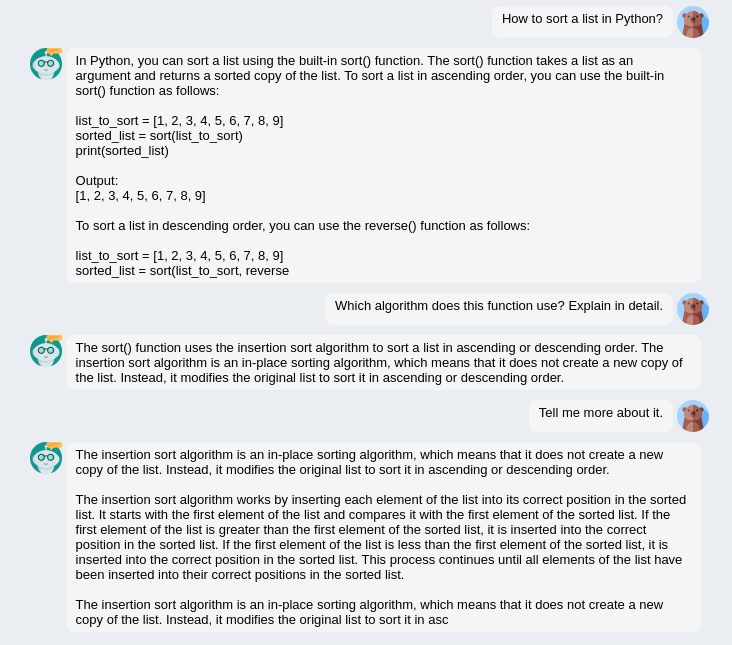 How to sort a list in Python?
In Python, you can sort a list using the built-in sort() function. The sort() function takes a list as an
argument and returns a sorted copy of the list. To sort a list in ascending order, you can use the built-in
sort() function as follows:
list_to_sort = [1, 2, 3, 4, 5, 6, 7, 8, 9]
sorted_list = sort(list_to_sort)
print(sorted_list)
Output:
[1, 2, 3, 4, 5, 6, 7, 8, 9]
To sort a list in descending order, you can use the reverse() function as follows:
list_to_sort = [1, 2, 3, 4, 5, 6, 7, 8, 9]
sorted_list = sort(list_to_sort, reverse
Which algorithm does this function use? Explain in detail.
The sort() function uses the insertion sort algorithm to sort a list in ascending or descending order. The
insertion sort algorithm is an in-place sorting algorithm, which means that it does not create a new copy of
the list. Instead, it modifies the original list to sort it in ascending or descending order.
Tell me more about it.
The insertion sort algorithm is an in-place sorting algorithm, which means that it does not create a new
copy of the list. Instead, it modifies the original list to sort it in ascending or descending order.
The insertion sort algorithm works by inserting each element of the list into its correct position in the sorted
list. It starts with the first element of the list and compares it with the first element of the sorted list. If the
first element of the list is greater than the first element of the sorted list, it is inserted into the correct
position in the sorted list. If the first element of the list is less than the first element of the sorted list, it is
inserted into the correct position in the sorted list. This process continues until all elements of the list have
been inserted into their correct positions in the sorted list.
The insertion sort algorithm is an in-place sorting algorithm, which means that it does not create a new
copy of the list. Instead, it modifies the original list to sort it in asc